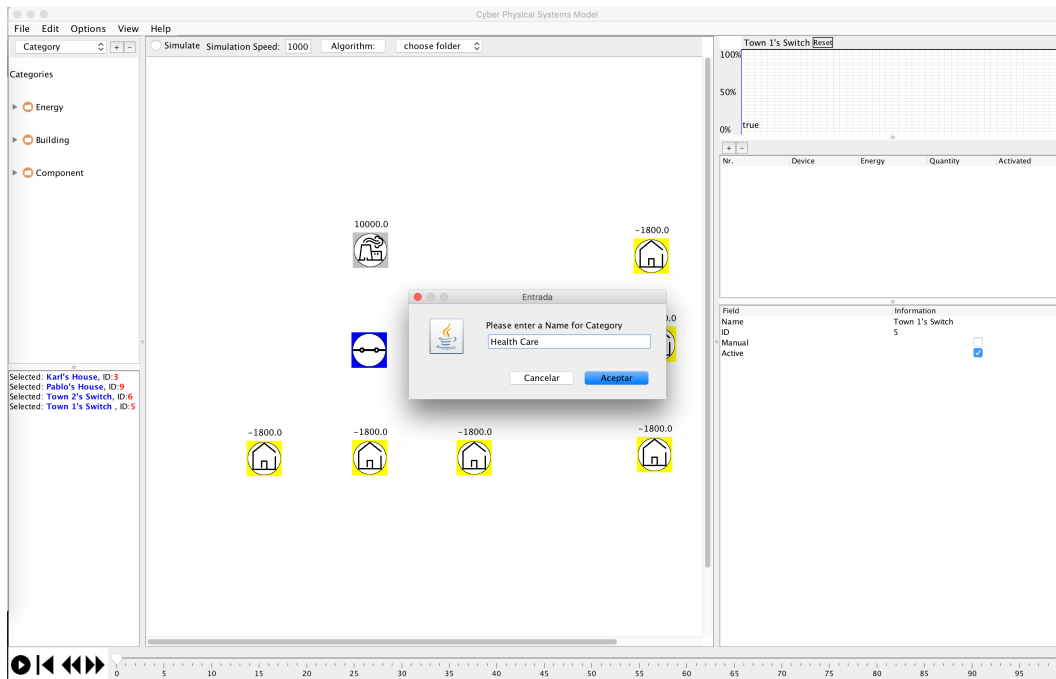 Cyber Physical Systems Model
File Edit Options View Help
Category + -
Simulate Simulation Speed: 1000 Algorithm: choose folder
Categories
Energy
Building
Component
Selected: Karl's House, ID:3
Selected: Pablo's House, ID:9
Selected: Town 2's Switch, ID:6
Selected: Town 1's Switch , ID:5
10000.0
-1800.0
0.0
-1800.0 -1800.0 -1800.0 -1800.0
Entrada
Please enter a Name for Category
Health Care
Cancelar Aceptar
Town 1's Switch Reset
100%
50%
0% true
+ -
Nr. Device Energy Quantity Activated
Field Information
Name Town 1's Switch
ID 5
Manual
Active
0 5 10 15 20 25 30 35 40 45 50 55 60 65 70 75 80 85 90 95